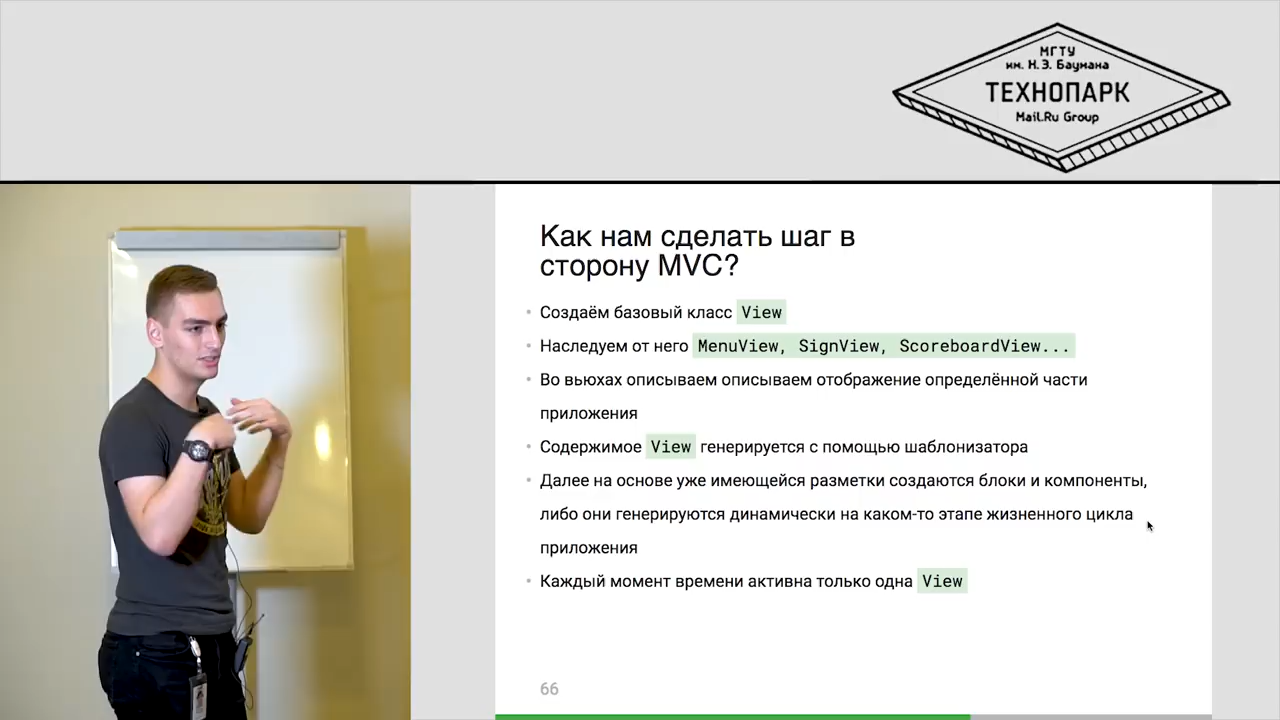 МГТУ
им. Н.Э. Баумана
ТЕХНОПАРК
Mail.Ru Group
Как нам сделать шаг в
сторону MVC?
Создаём базовый класс View
Наследуем от него MenuView, SignView, ScoreboardView...
Во вьюхах описываем описываем отображение определённой части
приложения
Содержимое View генерируется с помощью шаблонизатора
Далее на основе уже имеющейся разметки создаются блоки и компоненты,
либо они генерируются динамически на каком-то этапе жизненного цикла
приложения
Каждый момент времени активна только одна View
66